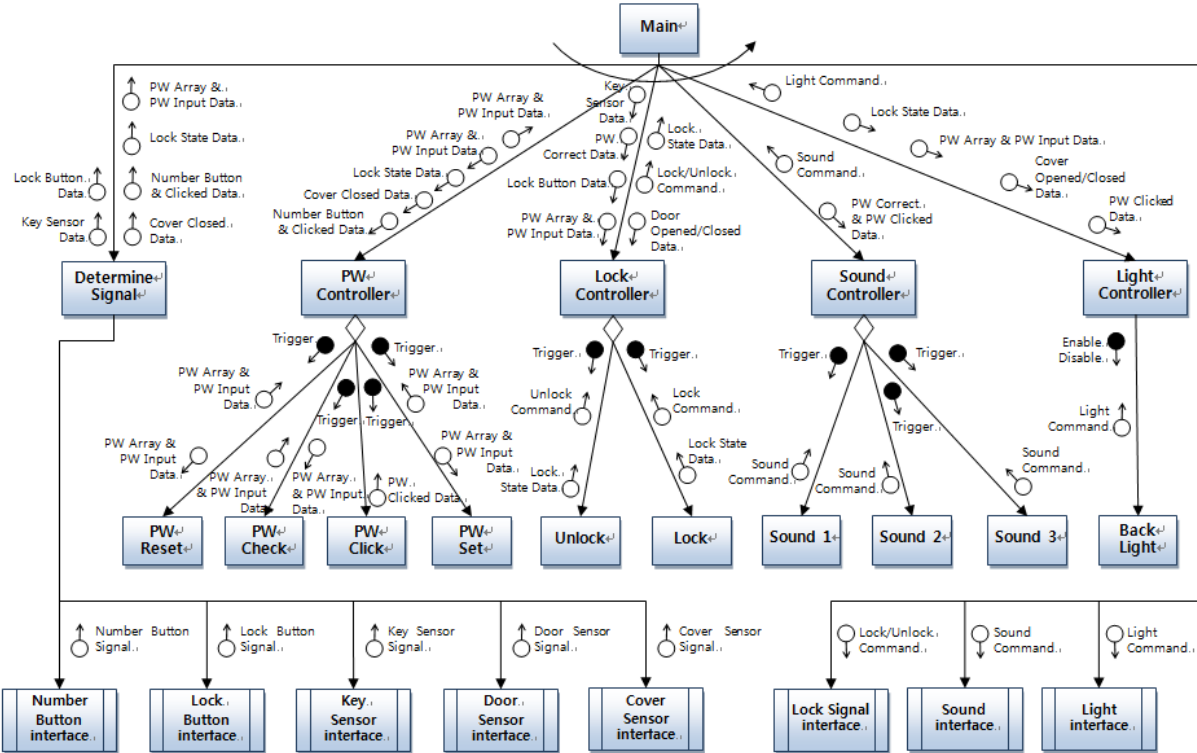 Main
PW Array &
PW Input Data.
Lock State Data.
Lock Button.
Data.
Number Button
& Clicked Data.
Key Sensor
Data.
Cover Closed.
Data.
PW Array &
PW Input Data.
PW Array &
PW Input Data.
Lock State Data.
Cover Closed Data.
Number Button
& Clicked Data.
Key
Sensor
Data.
PW.
Correct Data.
Lock Button Data.
PW Array &
PW Input Data.
Lock.
State Data.
Lock/Unlock.
Command.
Door
Opened/Closed
Data.
Sound
Command.
PW Correct.
& PW Clicked
Data.
Light Command.
Lock State Data.
PW Array & PW Input Data.
Cover
Opened/Closed
Data.
PW Clicked
Data.
Determine
Signal
PW
Controller
Lock
Controller
Sound
Controller
Light
Controller
Trigger.
Trigger.
PW Array &
PW Input
Data.
PW Array &
PW Input
Data.
Trigger.
Trigger.
PW Array &
PW Input
Data.
PW Array &
PW Input
Data.
PW Array.
& PW Input
Data
PW Array.
& PW Input
Data.
PW.
Clicked Data.
Trigger.
Trigger.
Unlock
Command.
Lock
Command.
Lock.
State Data.
Lock State
Data.
Trigger.
Trigger.
Trigger.
Sound
Command.
Sound
Command.
Sound
Command.
Enable.
Disable.
Light
Command.
PW
Reset
PW
Check
PW
Click
PW
Set
Unlock
Lock
Sound 1
Sound 2
Sound 3
Back
Light
Number Button
Signal.
Lock Button
Signal.
Key Sensor
Signal.
Door Sensor
Signal.
Cover Sensor
Signal.
Lock/Unlock.
Command.
Sound
Command.
Light
Command.
Number
Button
interface.
Lock.
Button
interface.
Key.
Sensor
interface.
Door.
Sensor
interface.
Cover
Sensor
interface.
Lock Signal
interface.
Sound
interface.
Light
interface.